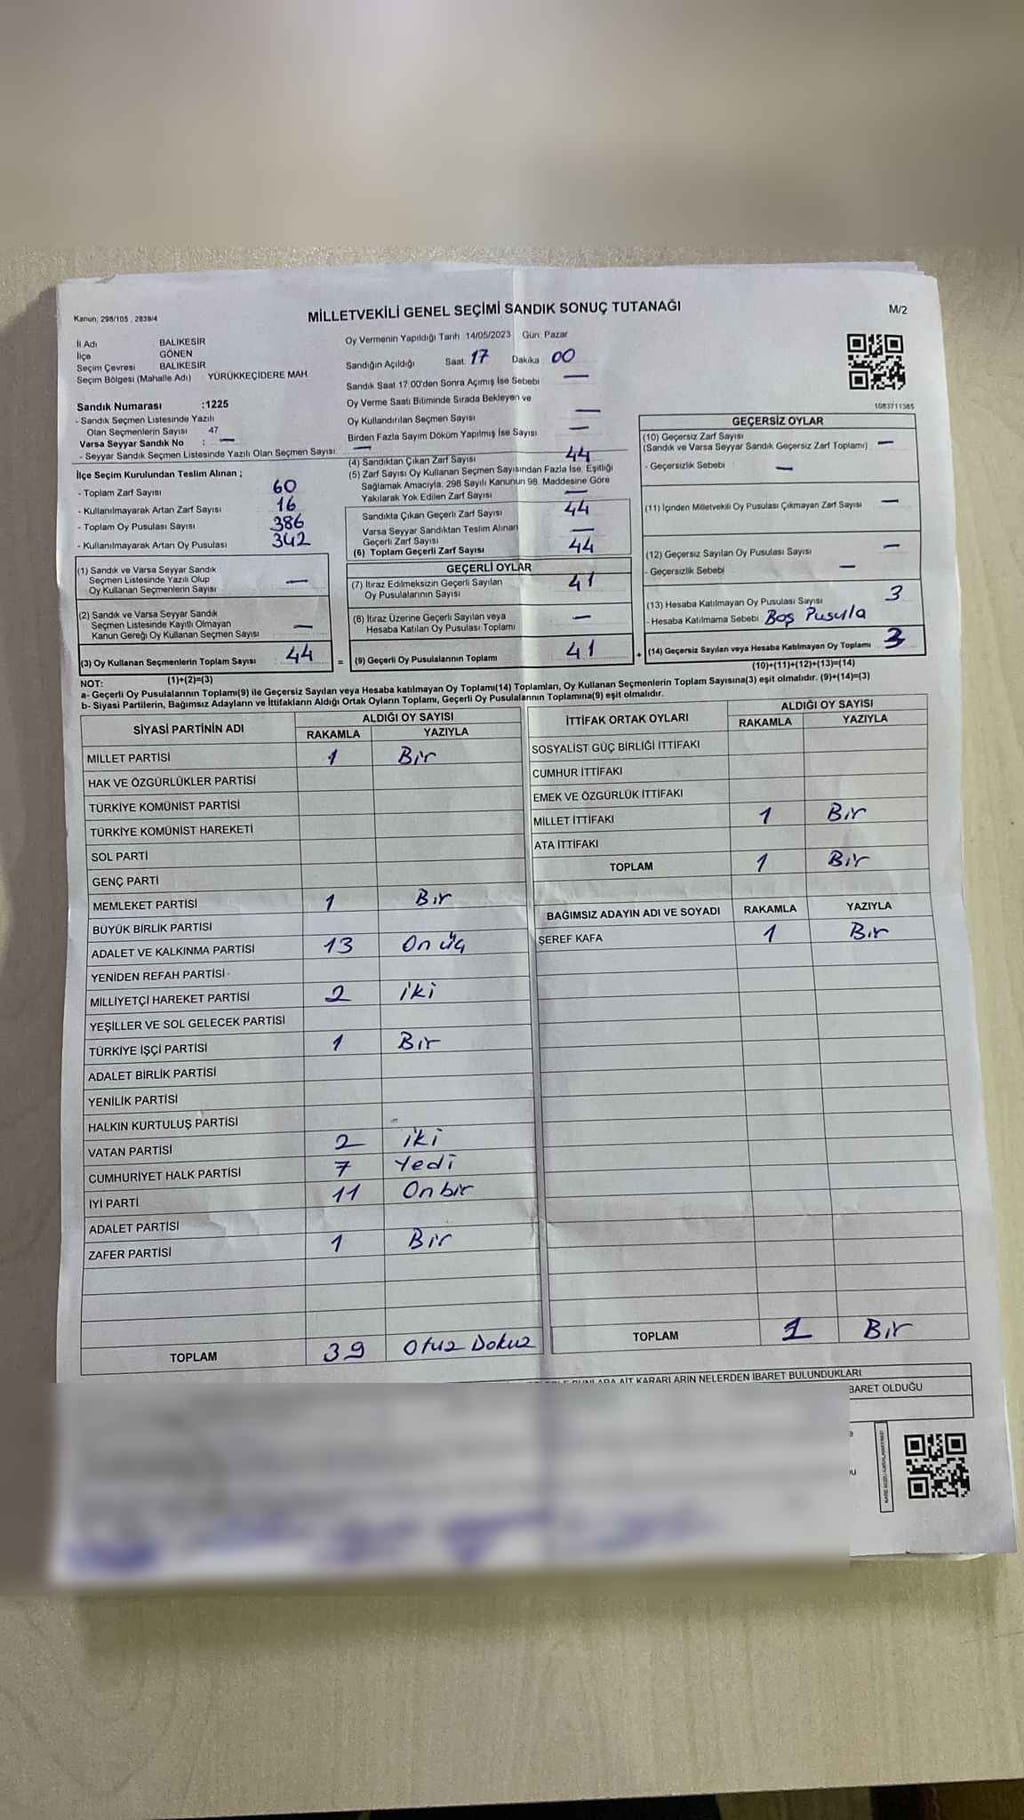 Kanun: 298/105 , 2839/4
MİLLETVEKİLİ GENEL SEÇİMİ SANDIK SONUÇ TUTANAĞI
M/2
İl Adı BALIKESİR
İlçe GÖNEN
Seçim Çevresi BALIKESİR
Seçim Bölgesi (Mahalle Adı) YÜRÜKKEÇİDERE MAH
Sandık Numarası :1225
- Sandık Seçmen Listesinde Yazılı
Olan Seçmenlerin Sayısı 47
Varsa Seyyar Sandık No : —
- Seyyar Sandık Seçmen Listesinde Yazılı Olan Seçmen Sayısı —
İlçe Seçim Kurulundan Teslim Alınan ;
- Toplam Zarf Sayısı 60
- Kullanılmayarak Artan Zarf Sayısı 16
- Toplam Oy Pusulası Sayısı 386
- Kullanılmayarak Artan Oy Pusulası 342
(1) Sandık ve Varsa Seyyar Sandık
Seçmen Listesinde Yazılı Olup
Oy Kullanan Seçmenlerin Sayısı —
(2) Sandık ve Varsa Seyyar Sandık
Seçmen Listesinde Kayıtlı Olmayan
Kanun Gereği Oy Kullanan Seçmen Sayısı —
(3) Oy Kullanan Seçmenlerin Toplam Sayısı 44
(1)+(2)=(3)
Oy Vermenin Yapıldığı Tarih 14/05/2023 Gün. Pazar
Sandığın Açıldığı Saat 17 Dakika 00
Sandık Saat 17 00'den Sonra Açımış İse Sebebi —
Oy Verme Saati Bitiminde Sırada Bekleyen ve
Oy Kullandırılan Seçmen Sayısı —
Birden Fazla Sayım Döküm Yapılmış İse Sayısı —
(4) Sandıktan Çıkan Zarf Sayısı 44
(5) Zarf Sayısı Oy Kullanan Seçmen Sayısından Fazla İse, Eşitliği
Sağlamak Amacıyla, 298 Sayılı Kanunun 98. Maddesine Göre
Yakılarak Yok Edilen Zarf Sayısı —
Sandıkta Çıkan Geçerli Zarf Sayısı 44
Varsa Seyyar Sandıktan Teslim Alınan
Geçerli Zarf Sayısı —
(6) Toplam Geçerli Zarf Sayısı 44
GEÇERLİ OYLAR
(7) İtiraz Edilmeksizin Geçerli Sayılan
Oy Pusulalarının Sayısı 41
(8) İtiraz Üzerine Geçerli Sayılan veya
Hesaba Katılan Oy Pusulası Toplamı —
= (9) Geçerli Oy Pusulalarının Toplamı 41 +
1083711365
GEÇERSİZ OYLAR
(10) Geçersiz Zarf Sayısı
(Sandık ve Varsa Seyyar Sandık Geçersiz Zarf Toplamı) —
- Geçersizlik Sebebi —
(11) İçinden Milletvekili Oy Pusulası Çıkmayan Zarf Sayısı —
(12) Geçersiz Sayılan Oy Pusulası Sayısı —
- Geçersizlik Sebebi —
(13) Hesaba Katılmayan Oy Pusulası Sayısı 3
- Hesaba Katılmama Sebebi Boş Pusula
(14) Geçersiz Sayılan veya Hesaba Katılmayan Oy Toplamı 3
(10)+(11)+(12)+(13)=(14)
NOT:
a- Geçerli Oy Pusulalarının Toplamı(9) ile Geçersiz Sayılan veya Hesaba katılmayan Oy Toplamı(14) Toplamları, Oy Kullanan Seçmenlerin Toplam Sayısına(3) eşit olmalıdır. (9)+(14)=(3)
b- Siyasi Partilerin, Bağımsız Adayların ve İttifakların Aldığı Ortak Oyların Toplamı, Geçerli Oy Pusulalarının Toplamına(9) eşit olmalıdır.
SİYASİ PARTİNİN ADI
ALDIĞI OY SAYISI
RAKAMLA YAZIYLA
MİLLET PARTİSİ 1 Bir
HAK VE ÖZGÜRLÜKLER PARTİSİ
TÜRKİYE KOMÜNİST PARTİSİ
TÜRKİYE KOMÜNİST HAREKETİ
SOL PARTİ
GENÇ PARTİ
MEMLEKET PARTİSİ 1 Bir
BÜYÜK BİRLİK PARTİSİ
ADALET VE KALKINMA PARTİSİ 13 On üç
YENİDEN REFAH PARTİSİ
MİLLİYETÇİ HAREKET PARTİSİ 2 iki
YEŞİLLER VE SOL GELECEK PARTİSİ
TÜRKİYE İŞÇİ PARTİSİ 1 Bir
ADALET BİRLİK PARTİSİ
YENİLİK PARTİSİ
HALKIN KURTULUŞ PARTİSİ
VATAN PARTİSİ 2 iki
CUMHURİYET HALK PARTİSİ 7 Yedi
İYİ PARTİ 11 Onbir
ADALET PARTİSİ
ZAFER PARTİSİ 1 Bir
TOPLAM 39 Otuz Dokuz
İTTİFAK ORTAK OYLARI
ALDIĞI OY SAYISI
RAKAMLA YAZIYLA
SOSYALİST GÜÇ BİRLİĞİ İTTİFAKI
CUMHUR İTTİFAKI
EMEK VE ÖZGÜRLÜK İTTİFAKI
MİLLET İTTİFAKI 1 Bir
ATA İTTİFAKI
TOPLAM 1 Bir
BAĞIMSIZ ADAYIN ADI VE SOYADI RAKAMLA YAZIYLA
ŞEREF KAFA 1 Bir
TOPLAM 1 Bir
AİT KARARLARIN NELERDEN İBARET BULUNDUKLARI
İBARET OLDUĞU